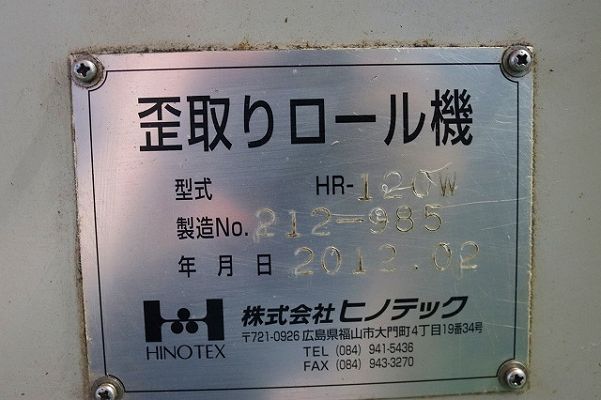 歪取りロール機
型式 HR-120W
製造No. 212-985
年月日 2012.02
HINOTEX
株式会社ヒノテック
〒721-0926 広島県福山市大門町4丁目19番34号
TEL (084) 941-5436
FAX (084) 943-3270